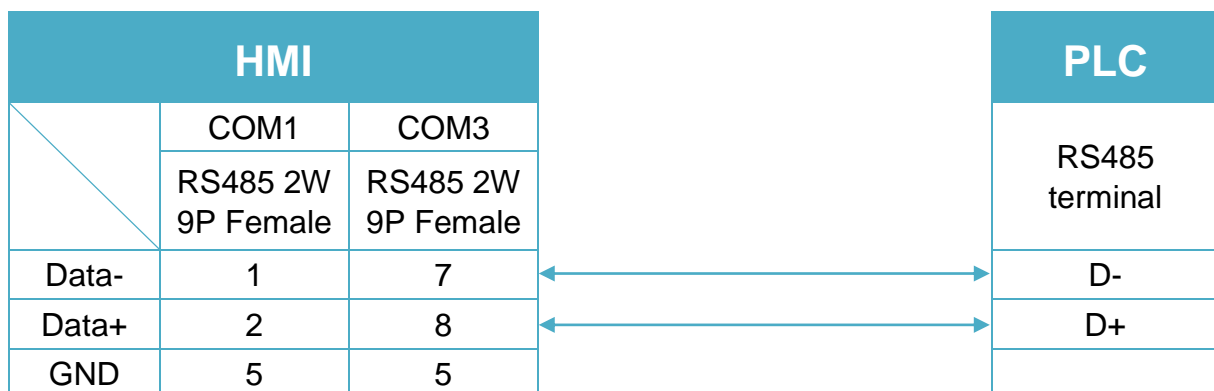 HMI PLC
COM1 COM3
RS485 2W RS485 2W
9P Female 9P Female
RS485
terminal
Data- 1 7 D-
Data+ 2 8 D+
GND 5 5